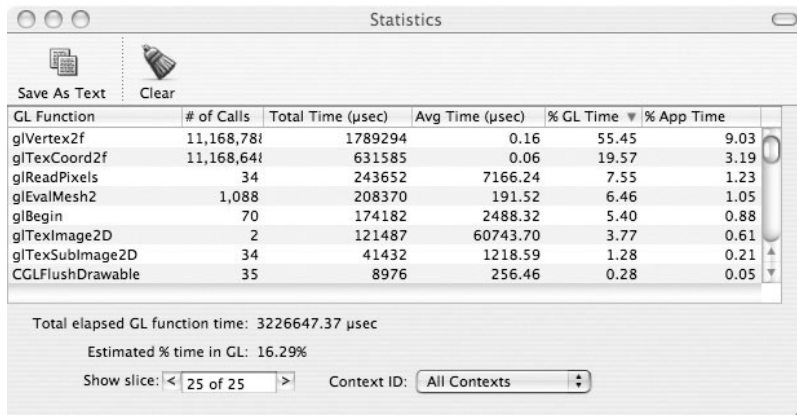 Statistics
Save As Text Clear
GL Function # of Calls Total Time (µsec) Avg Time (µsec) % GL Time % App Time
glVertex2f 1789294 0.16 55.45 9.03
glTexCoord2f 631585 0.06 19.57 3.19
glReadPixels 34 243652 7166.24 7.55 1.23
glEvalMesh2 1,088 208370 191.52 6.46 1.05
glBegin 70 174182 2488.32 5.40 0.88
glTexImage2D 2 121487 60743.70 3.77 0.61
glTexSubImage2D 34 41432 1218.59 1.28 0.21
CGLFlushDrawable 35 8976 256.46 0.28 0.05
Total elapsed GL function time: 3226647.37 µsec
Estimated % time in GL: 16.29%
Show slice: < 25 of 25 > Context ID: All Contexts